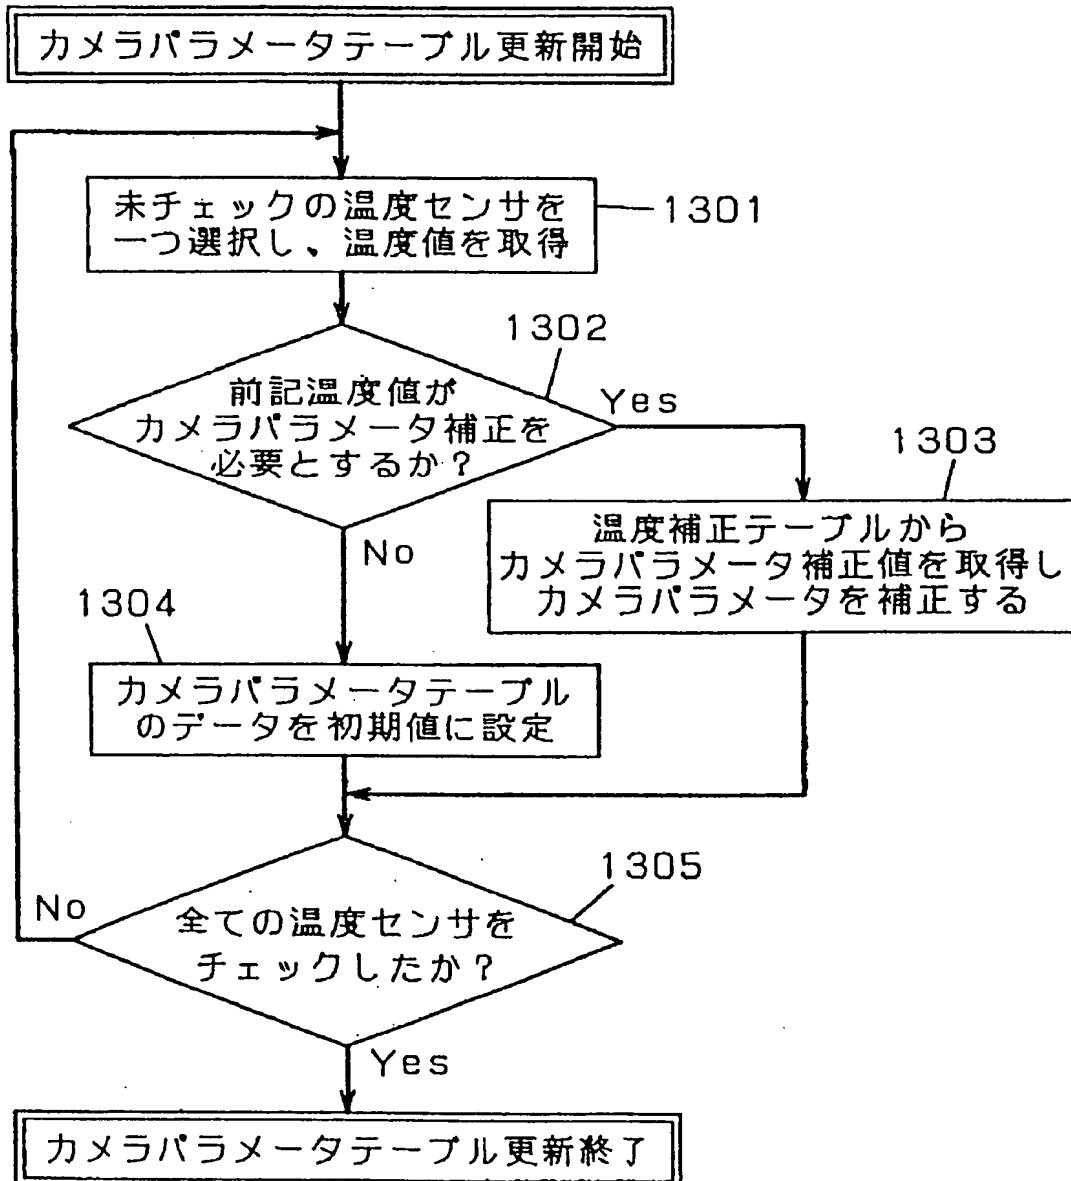 カメラパラメータテーブル更新開始
未チェックの温度センサを
一つ選択し、温度値を取得
1301
1302
前記温度値が
カメラパラメータ補正を
必要とするか？
Yes
No
1303
温度補正テーブルから
カメラパラメータ補正値を取得し
カメラパラメータを補正する
1304
カメラパラメータテーブル
のデータを初期値に設定
1305
全ての温度センサを
チェックしたか？
No
Yes
カメラパラメータテーブル更新終了